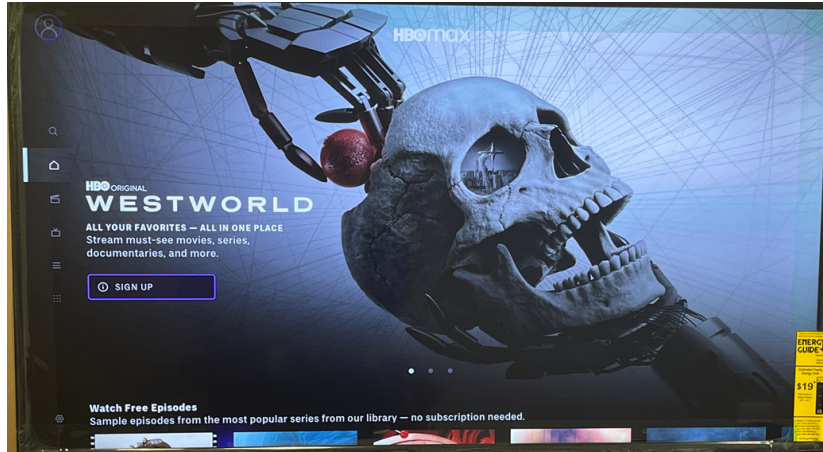 HBOmax
HBO ORIGINAL
WESTWORLD
ALL YOUR FAVORITES — ALL IN ONE PLACE
Stream must-see movies, series,
documentaries, and more.
SIGN UP
Watch Free Episodes
Sample episodes from the most popular series from our library — no subscription needed.
ENERGY
GUIDE
$19